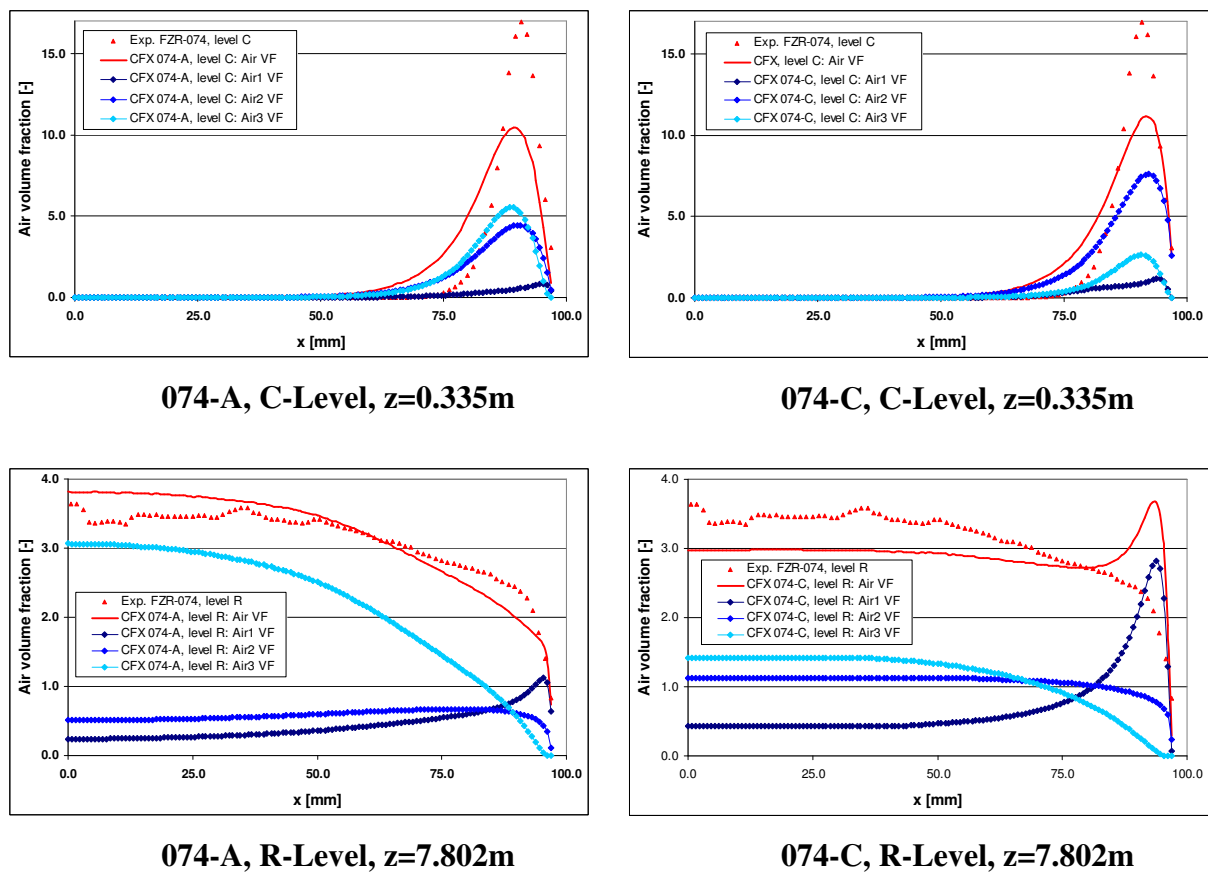 Air volume fraction [-]
15.0
10.0
5.0
0.0
Exp. FZR-074, level C
CFX 074-A, level C: Air VF
CFX 074-A, level C: Air1 VF
CFX 074-A, level C: Air2 VF
CFX 074-A, level C: Air3 VF
0.0 25.0 50.0 75.0 100.0
x [mm]
074-A, C-Level, z=0.335m
Air volume fraction [-]
15.0
10.0
5.0
0.0
Exp. FZR-074, level C
CFX, level C: Air VF
CFX 074-C, level C: Air1 VF
CFX 074-C, level C: Air2 VF
CFX 074-C, level C: Air3 VF
0.0 25.0 50.0 75.0 100.0
x [mm]
074-C, C-Level, z=0.335m
Air volume fraction [-]
4.0
3.0
2.0
1.0
0.0
Exp. FZR-074, level R
CFX 074-A, level R: Air VF
CFX 074-A, level R: Air1 VF
CFX 074-A, level R: Air2 VF
CFX 074-A, level R: Air3 VF
0.0 25.0 50.0 75.0 100.0
x [mm]
074-A, R-Level, z=7.802m
Air volume fraction [-]
4.0
3.0
2.0
1.0
0.0
Exp. FZR-074, level R
CFX 074-C, level R: Air VF
CFX 074-C, level R: Air1 VF
CFX 074-C, level R: Air2 VF
CFX 074-C, level R: Air3 VF
0.0 20.0 40.0 60.0 80.0 100.0
x [mm]
074-C, R-Level, z=7.802m